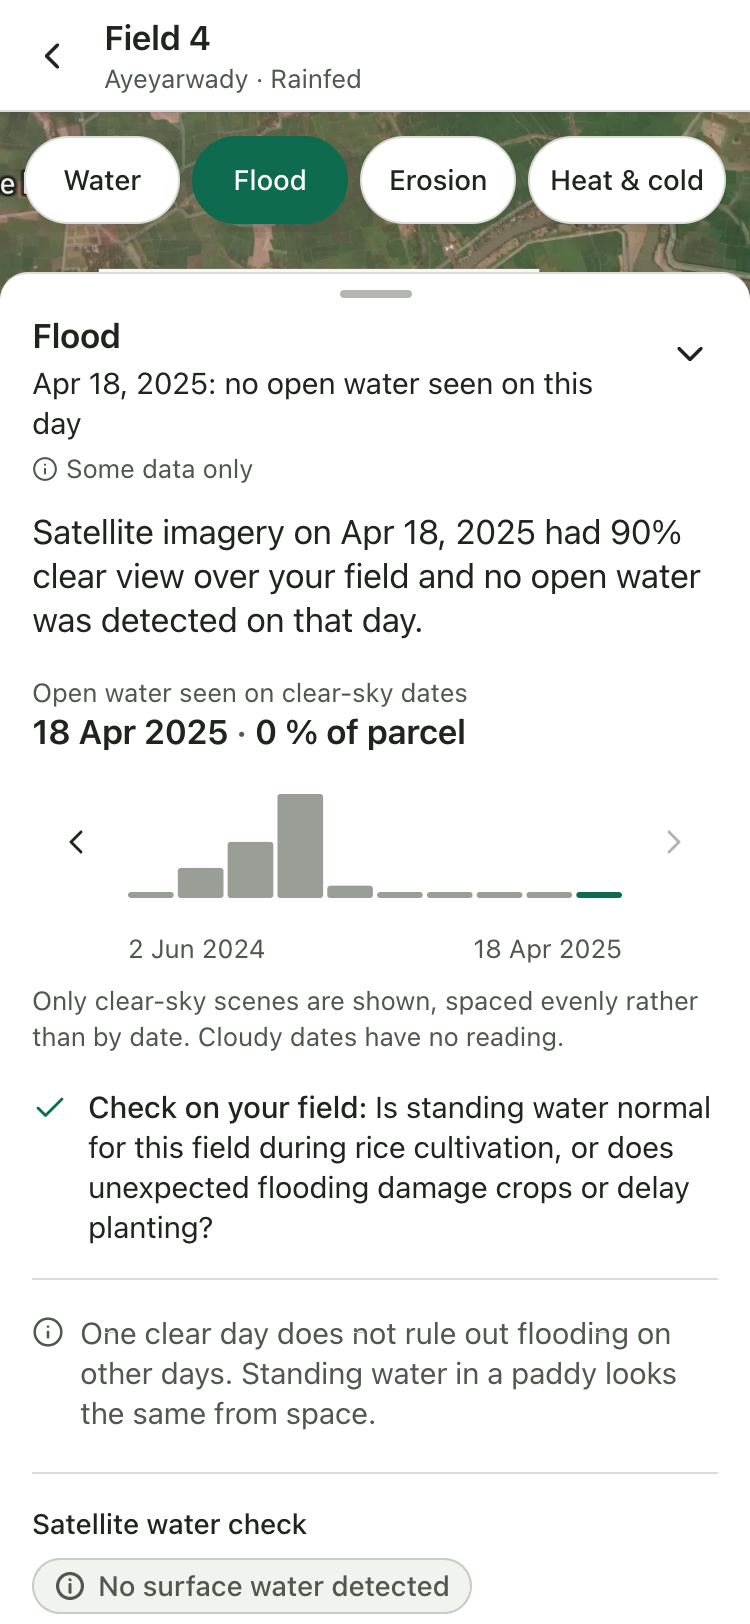 Field 4
Ayeyarwady · Rainfed
Water
Flood
Erosion
Heat & cold
Flood
Apr 18, 2025: no open water seen on this
day
Some data only
Satellite imagery on Apr 18, 2025 had 90%
clear view over your field and no open water
was detected on that day.
Open water seen on clear-sky dates
18 Apr 2025 · 0 % of parcel
2 Jun 2024
18 Apr 2025
Only clear-sky scenes are shown, spaced evenly rather
than by date. Cloudy dates have no reading.
Check on your field: Is standing water normal
for this field during rice cultivation, or does
unexpected flooding damage crops or delay
planting?
One clear day does not rule out flooding on
other days. Standing water in a paddy looks
the same from space.
Satellite water check
No surface water detected